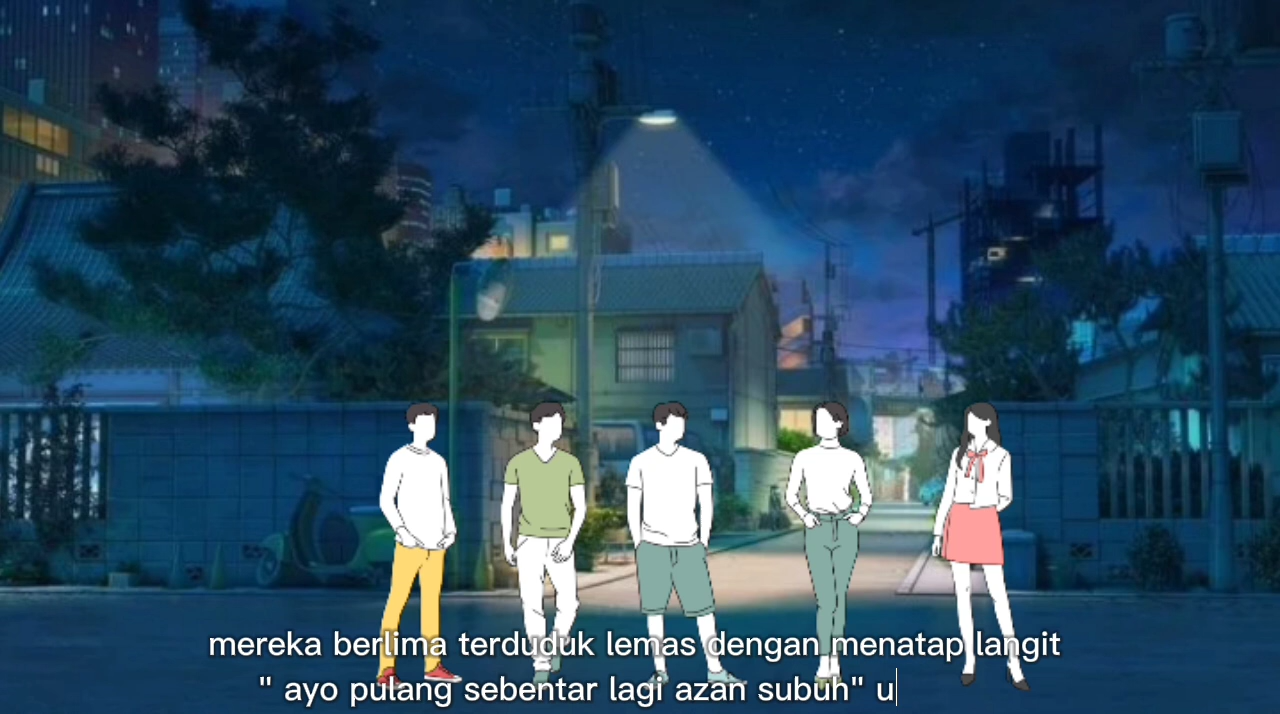 mereka berlima terduduk lemas dengan menatap langit
" ayo pulang sebentar lagi azan subuh" u